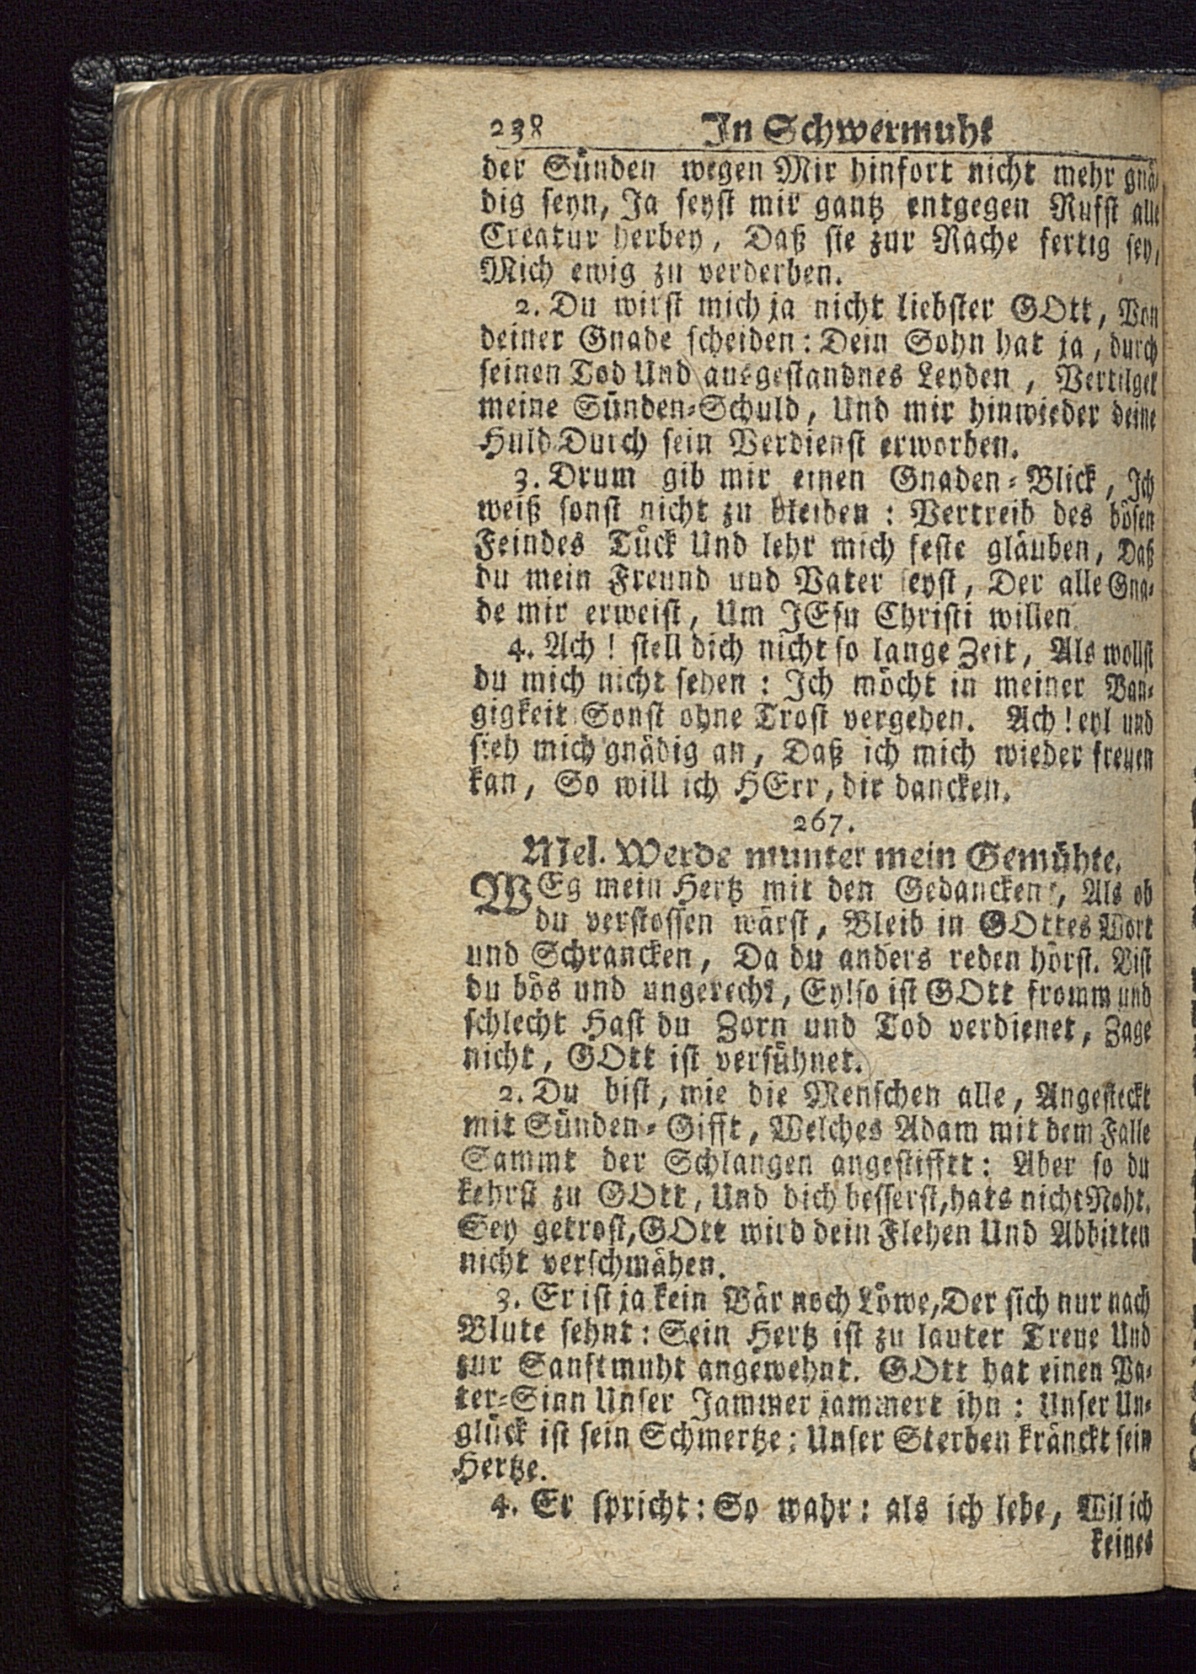 238 In Schwermuht
der Sünden wegen Mir hinfort nicht mehr gnä-
dig seyn, Ja seyst mir gantz entgegen Rufst alle
Creatur herbey, Daß sie zur Rache fertig sey,
Mich ewig zu verderben.
2. Du wirst mich ja nicht liebster GOtt, Von
deiner Gnade scheiden: Dein Sohn hat ja, durch
seinen Tod Und ausgestandnes Leyden, Vertilget
meine Sünden-Schuld, Und mir hinwieder deine
Huld Durch sein Verdienst erworben.
3. Drum gib mir einen Gnaden-Blick, Ich
weiß sonst nicht zu bleiben: Vertreib des bösen
Feindes Tück Und lehr mich feste gläuben, Daß
du mein Freund und Vater seyst, Der alle Gna-
de mir erweist, Um JEsu Christi willen
4. Ach! stell dich nicht so lange Zeit, Als wollst
du mich nicht sehen: Ich möcht in meiner Ban-
gigkeit Sonst ohne Trost vergehen. Ach! eyl und
sieh mich gnädig an, Daß ich mich wieder freuen
kan, So will ich HErr, dir dancken.
267.
Mel. Werde munter mein Gemühte.
WEg mein Hertz mit den Gedancken, Als ob
du verstossen wärst, Bleib in GOttes Wort
und Schrancken, Da du anders reden hörst. Bist
du bös und ungerecht, Ey! so ist GOtt fromm und
schlecht Hast du Zorn und Tod verdienet, Zage
nicht, GOtt ist versühnet.
2. Du bist, wie die Menschen alle, Angesteckt
mit Sünden-Gifft, Welches Adam mit dem Falle
Sammt der Schlangen angestifftt: Aber so du
kehrst zu GOtt, Und dich besserst, hats nicht Noht.
Sey getrost, GOtt wird dein Flehen Und Abbitten
nicht verschmähen.
3. Er ist ja kein Bär noch Löwe, Der sich nur nach
Blute sehnt: Sein Hertz ist zu lauter Treue Und
zur Sanftmuht angewehnt. GOtt hat einen Va-
ter-Sinn Unser Jammer jammert ihn: Unser Un-
glück ist sein Schmertze: Unser Sterben kränckt sein
Hertze.
4. Er spricht: So wahr: als ich lebe, Wil ich
keines